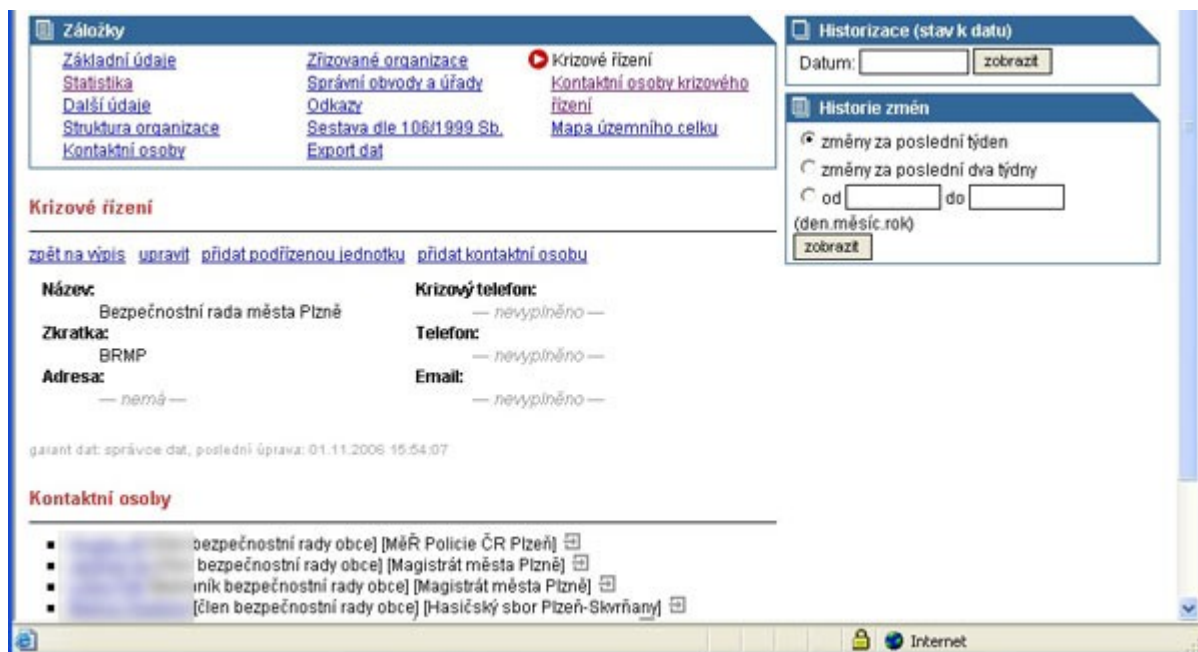 Záložky
Základní údaje
Statistika
Další údaje
Struktura organizace
Kontaktní osoby
Zřizované organizace
Správní obvody a úřady
Odkazy
Sestava dle 106/1999 Sb.
Export dat
Krizové řízení
Kontaktní osoby krizového
řízení
Mapa územního celku
Historizace (stav k datu)
Datum: zobrazit
Historie změn
změny za poslední týden
změny za poslední dva týdny
od do
(den.měsíc.rok)
zobrazit
Krizové řízení
zpět na výpis upravit přidat podřízenou jednotku přidat kontaktní osobu
Název:
Bezpečnostní rada města Plzně
Zkratka:
BRMP
Adresa:
— nemá —
Krizový telefon:
— nevyplněno —
Telefon:
— nevyplněno —
Email:
— nevyplněno —
garant dat: správce dat, poslední úprava: 01.11.2006 15:54:07
Kontaktní osoby
bezpečnostní rady obce] [MěŘ Policie ČR Plzeň]
bezpečnostní rady obce] [Magistrát města Plzně]
bezpečnostní rady obce] [Magistrát města Plzně]
[člen bezpečnostní rady obce] [Hasičský sbor Plzeň-Skvrňany]
Internet